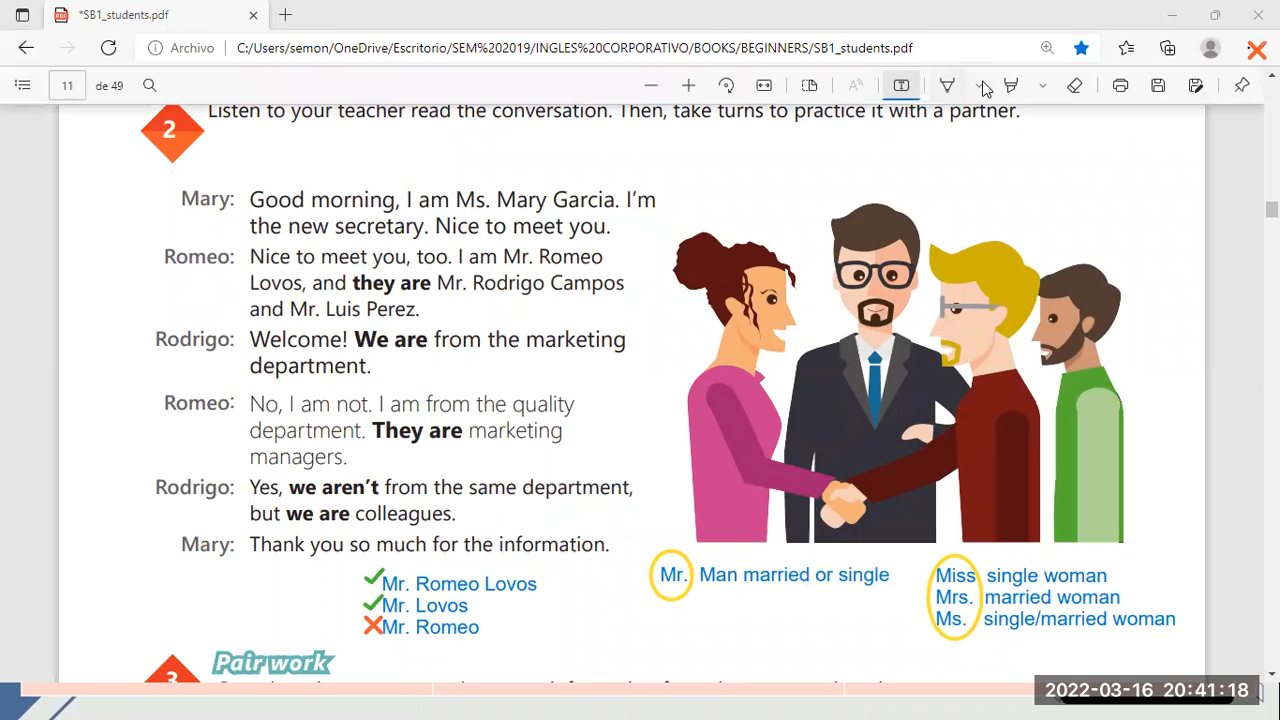 *SB1_students.pdf
Archivo
C:/Users/semon/OneDrive/Escritorio/SEM%202019/INGLES%20CORPORATIVO/BOOKS/BEGINNERS/SB1_students.pdf
11 de 49
2 Listen to your teacher read the conversation. Then, take turns to practice it with a partner.
Mary: Good morning, I am Ms. Mary Garcia. I'm
the new secretary. Nice to meet you.
Romeo: Nice to meet you, too. I am Mr. Romeo
Lovos, and they are Mr. Rodrigo Campos
and Mr. Luis Perez.
Rodrigo: Welcome! We are from the marketing
department.
Romeo: No, I am not. I am from the quality
department. They are marketing
managers.
Rodrigo: Yes, we aren't from the same department,
but we are colleagues.
Mary: Thank you so much for the information.
Mr. Romeo Lovos
Mr. Lovos
Mr. Romeo
Mr. Man married or single
Miss single woman
Mrs. married woman
Ms. single/married woman
3 Pair work
2022-03-16 20:41:18